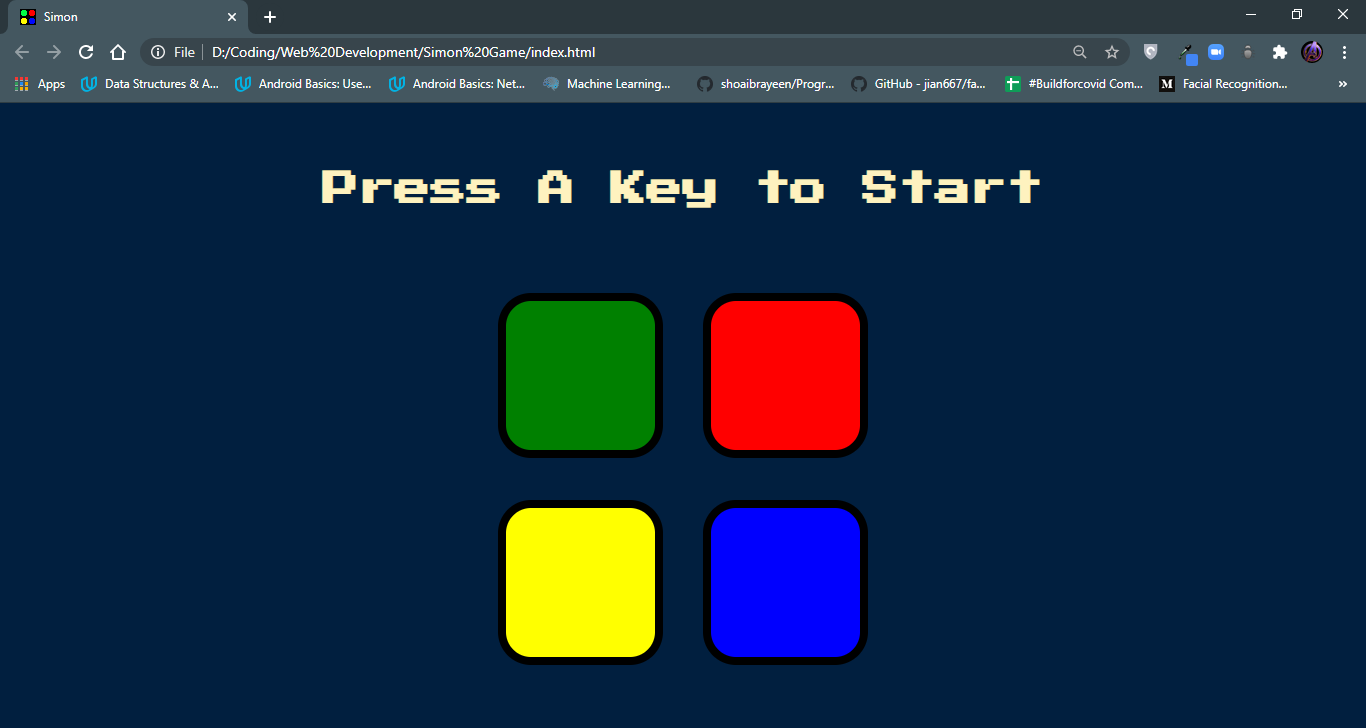 Simon
File D:/Coding/Web%20Development/Simon%20Game/index.html
Apps Data Structures & A... Android Basics: Use... Android Basics: Net... Machine Learning... shoaibrayeen/Progr... GitHub - jian667/fa... #Buildforcovid Com... M Facial Recognition... »
Press A Key to Start